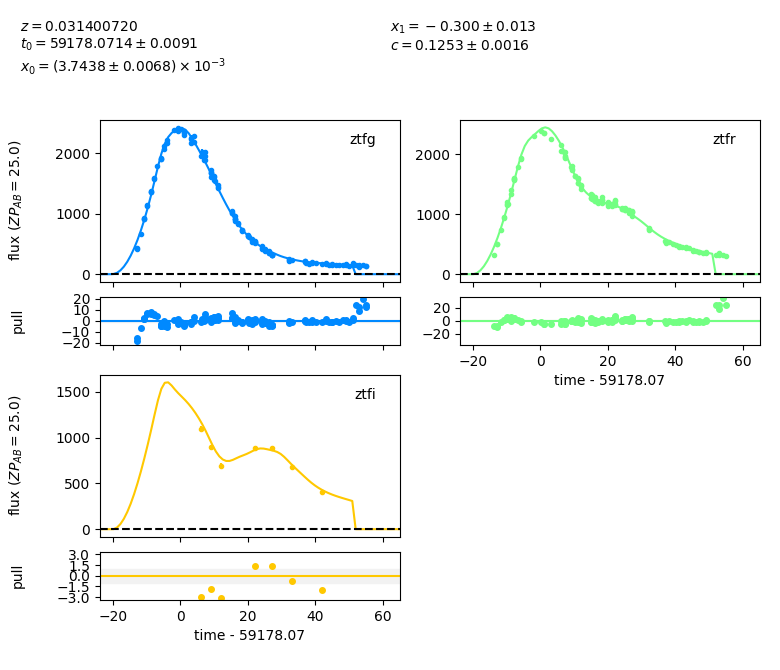 z = 0.031400720
t₀ = 59178.0714 ± 0.0091
x₀ = (3.7438 ± 0.0068) × 10⁻³
x₁ = −0.300 ± 0.013
c = 0.1253 ± 0.0016
flux (ZP_AB = 25.0)
2000
1000
0
ztfg
2000
1000
0
ztfr
pull
20
10
0
−10
−20
20
0
−20
−20
0
20
40
60
time - 59178.07
flux (ZP_AB = 25.0)
1500
1000
500
0
ztfi
pull
3.0
1.5
0.0
−1.5
−3.0
−20
0
20
40
60
time - 59178.07